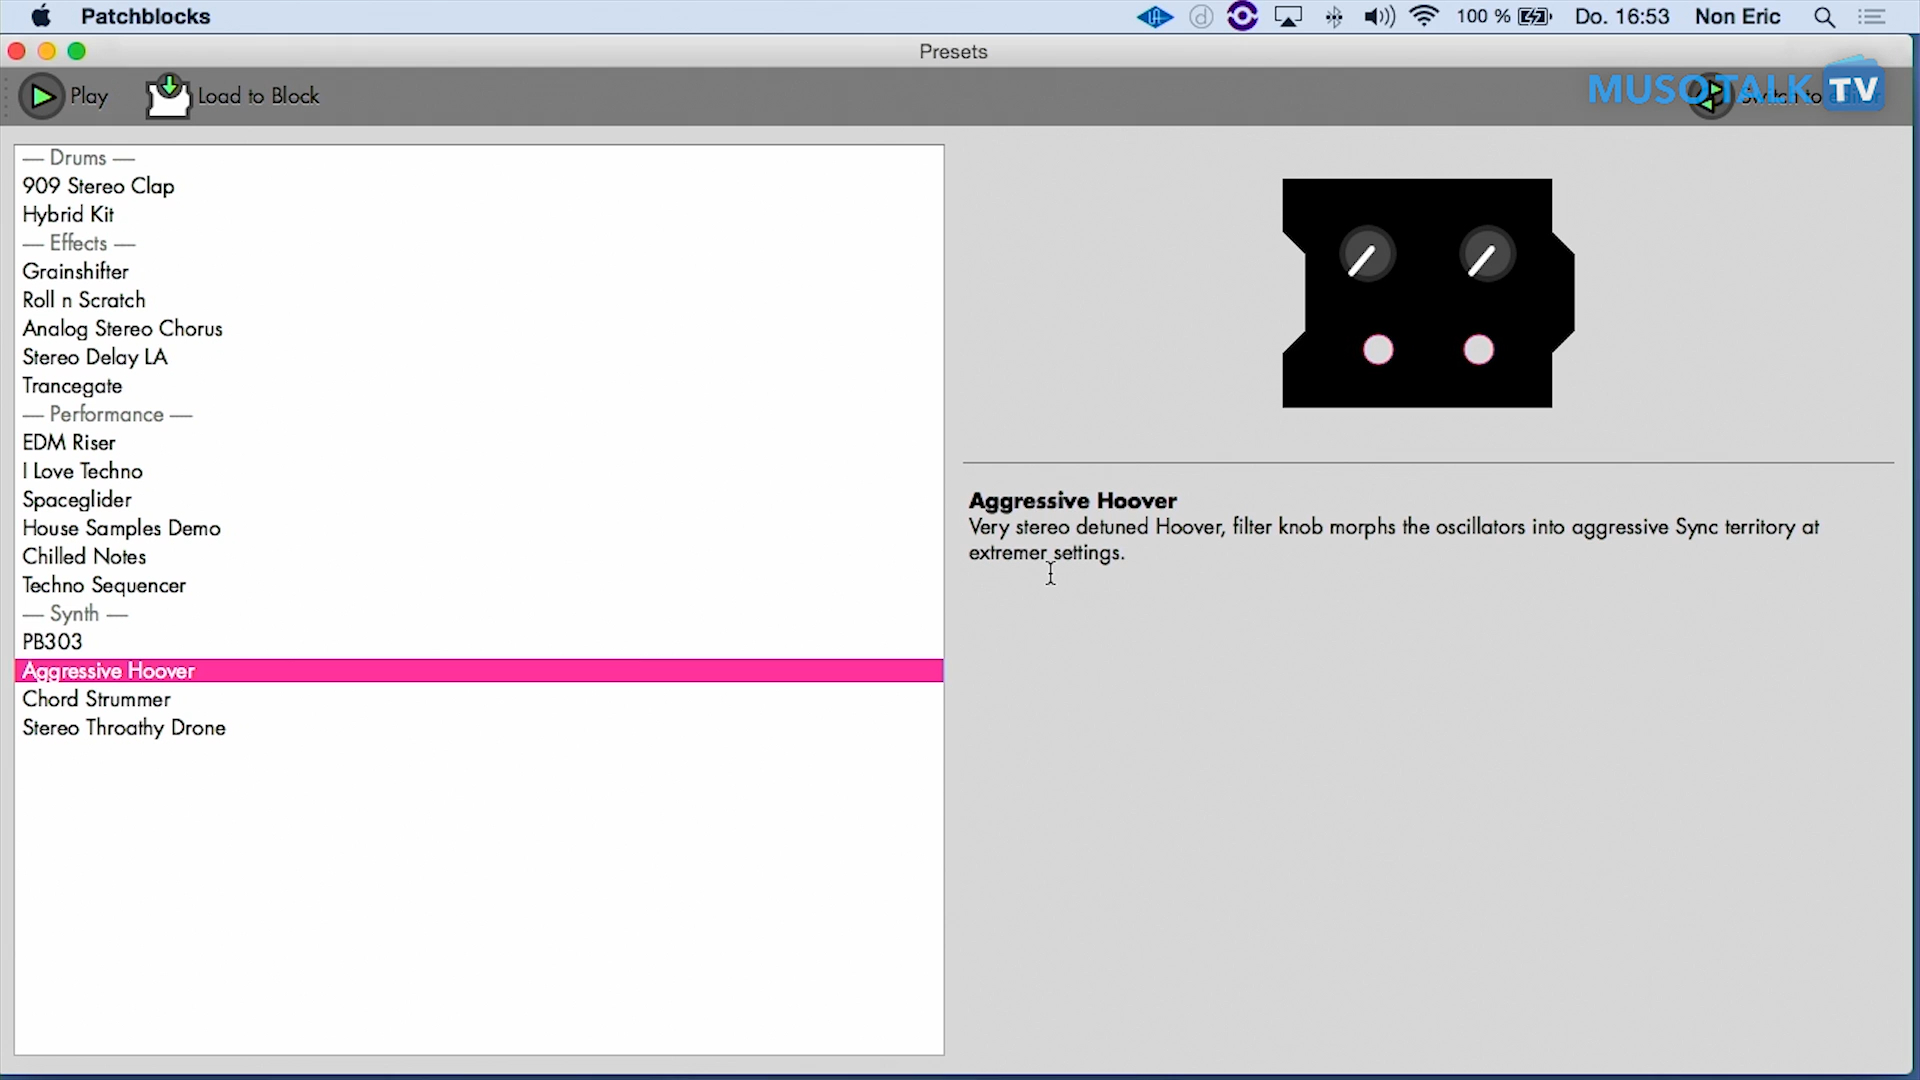 Patchblocks
100 %
Do. 16:53
Non Eric
Presets
Play
Load to Block
Switch to editor
MUSOTALK TV
— Drums —
909 Stereo Clap
Hybrid Kit
— Effects —
Grainshifter
Roll n Scratch
Analog Stereo Chorus
Stereo Delay LA
Trancegate
— Performance —
EDM Riser
I Love Techno
Spaceglider
House Samples Demo
Chilled Notes
Techno Sequencer
— Synth —
PB303
Aggressive Hoover
Chord Strummer
Stereo Throathy Drone
Aggressive Hoover
Very stereo detuned Hoover, filter knob morphs the oscillators into aggressive Sync territory at
extremer settings.